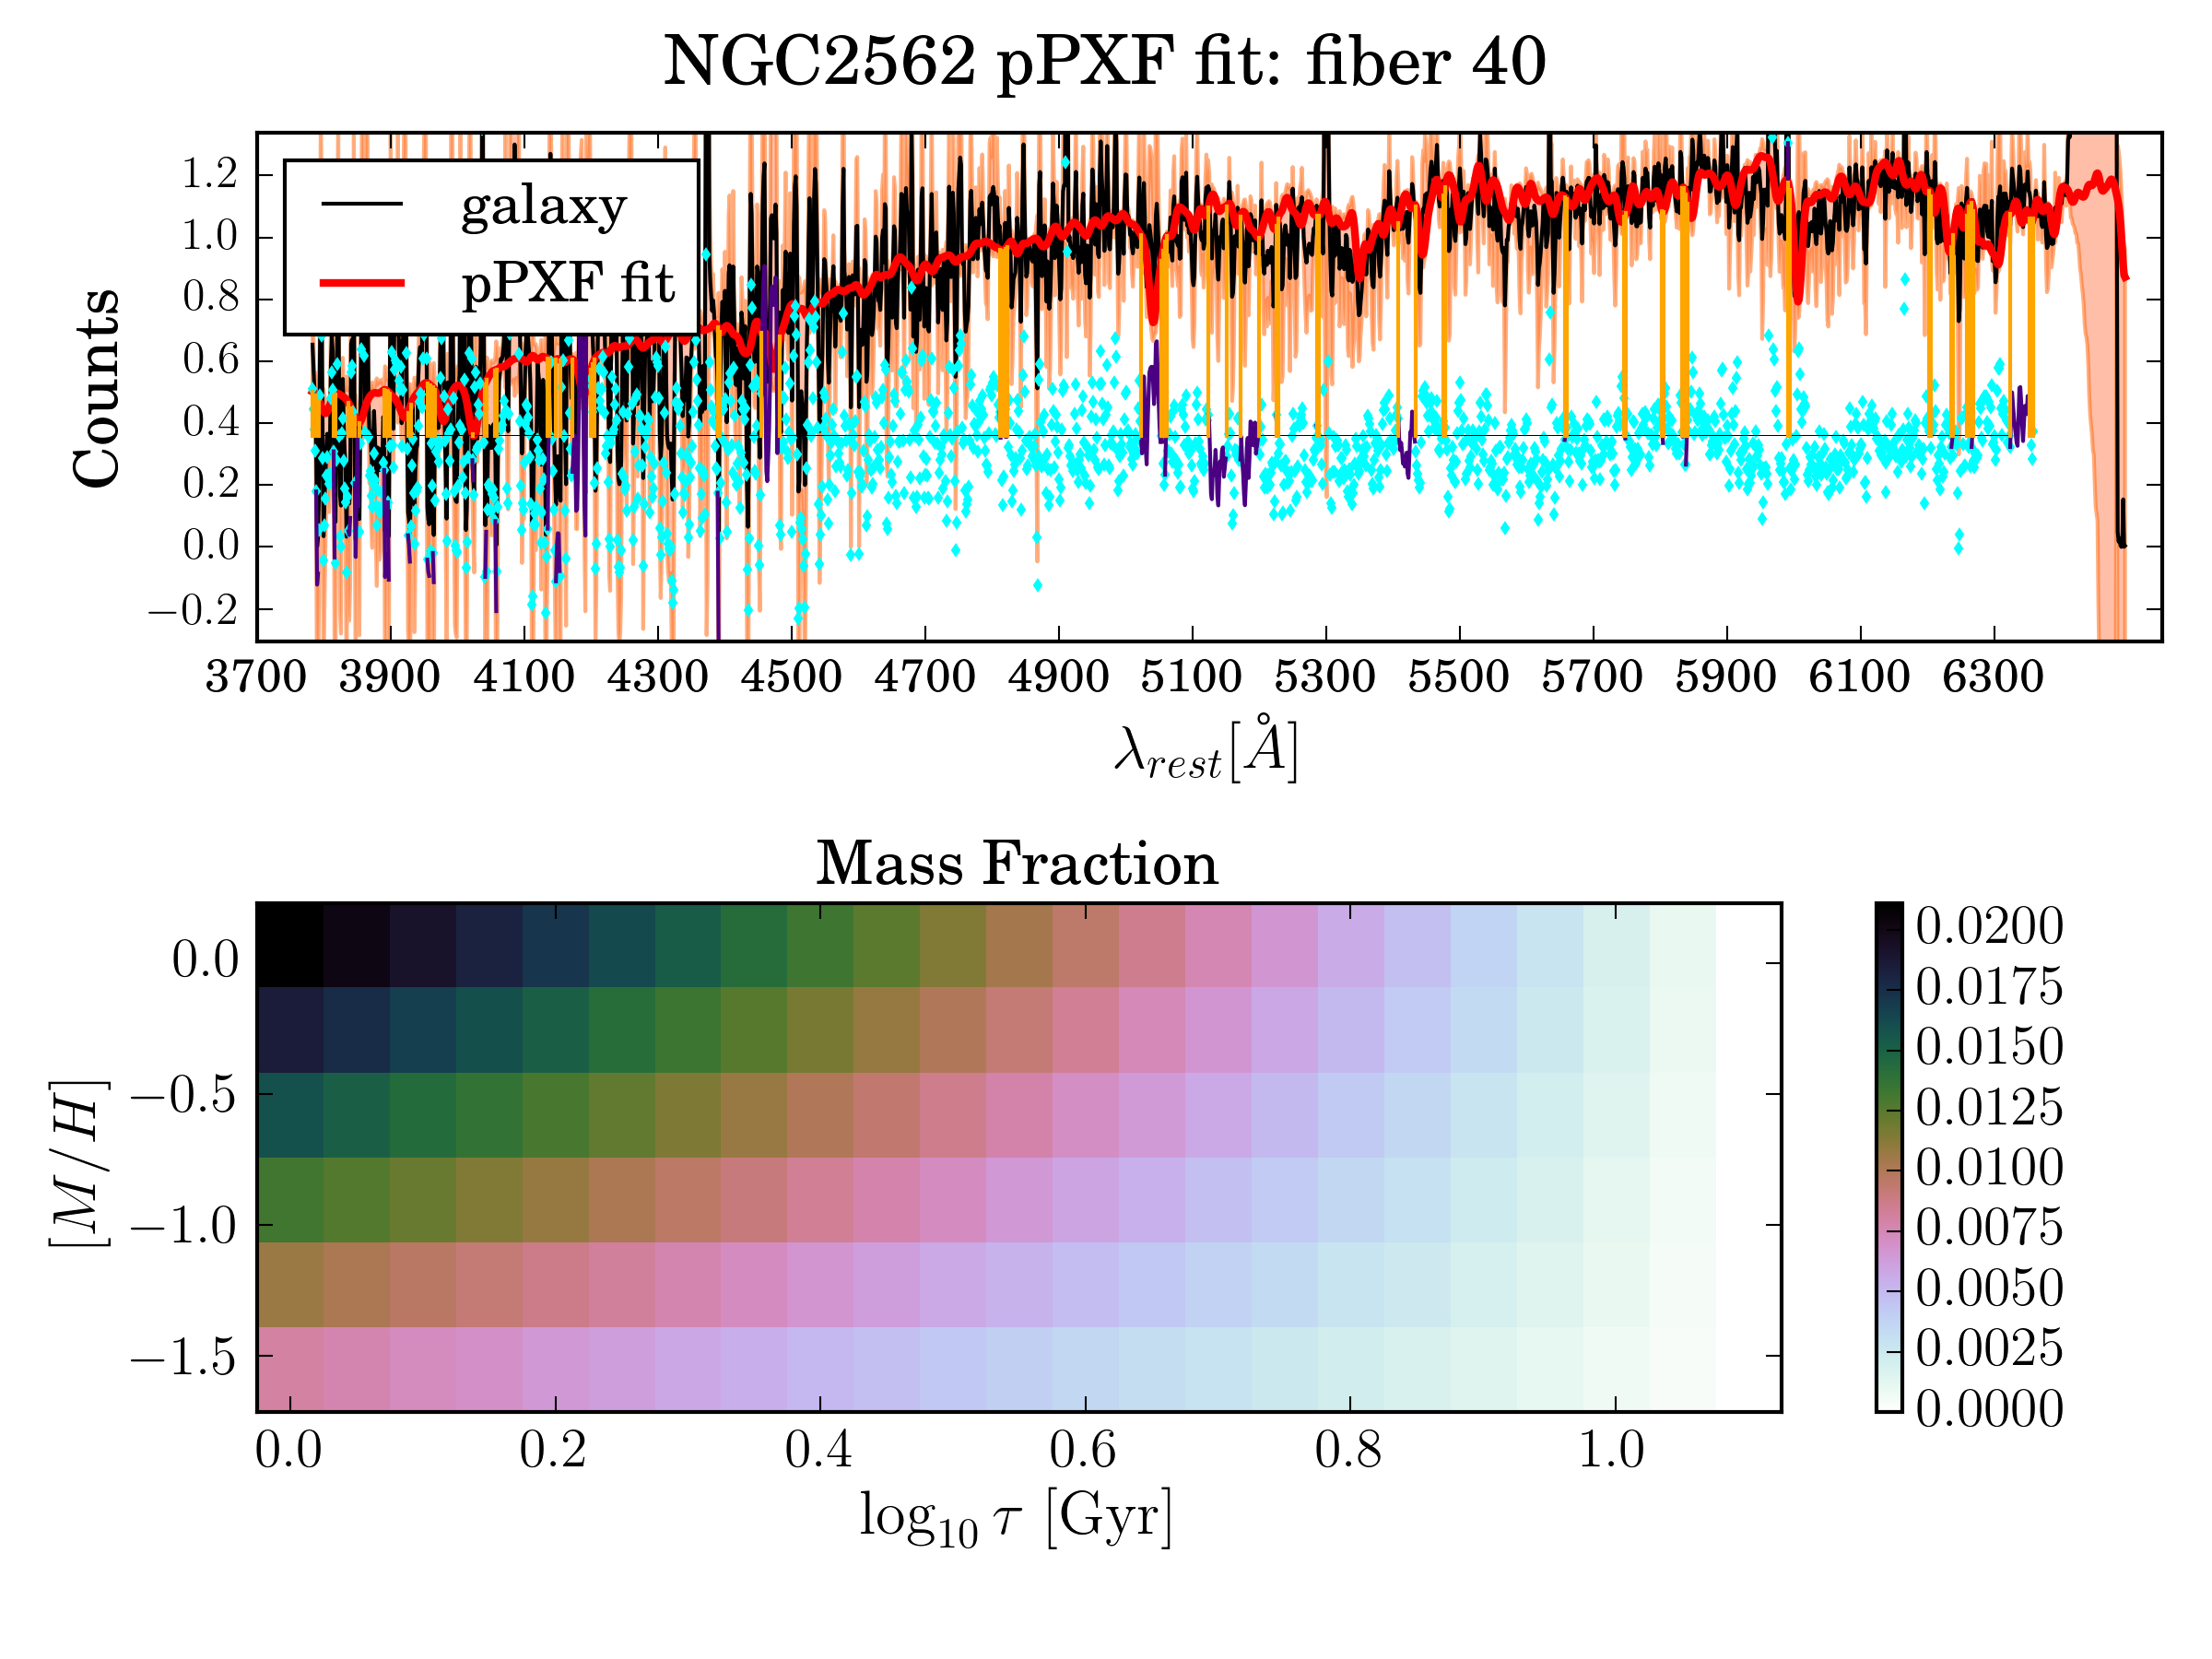 NGC2562 pPXF fit: fiber 40
galaxy
pPXF fit
Counts
1.2
1.0
0.8
0.6
0.4
0.2
0.0
−0.2
3700 3900 4100 4300 4500 4700 4900 5100 5300 5500 5700 5900 6100 6300
λrest[Å]
Mass Fraction
[M/H]
0.0
−0.5
−1.0
−1.5
0.0 0.2 0.4 0.6 0.8 1.0
log10 τ [Gyr]
0.0200
0.0175
0.0150
0.0125
0.0100
0.0075
0.0050
0.0025
0.0000